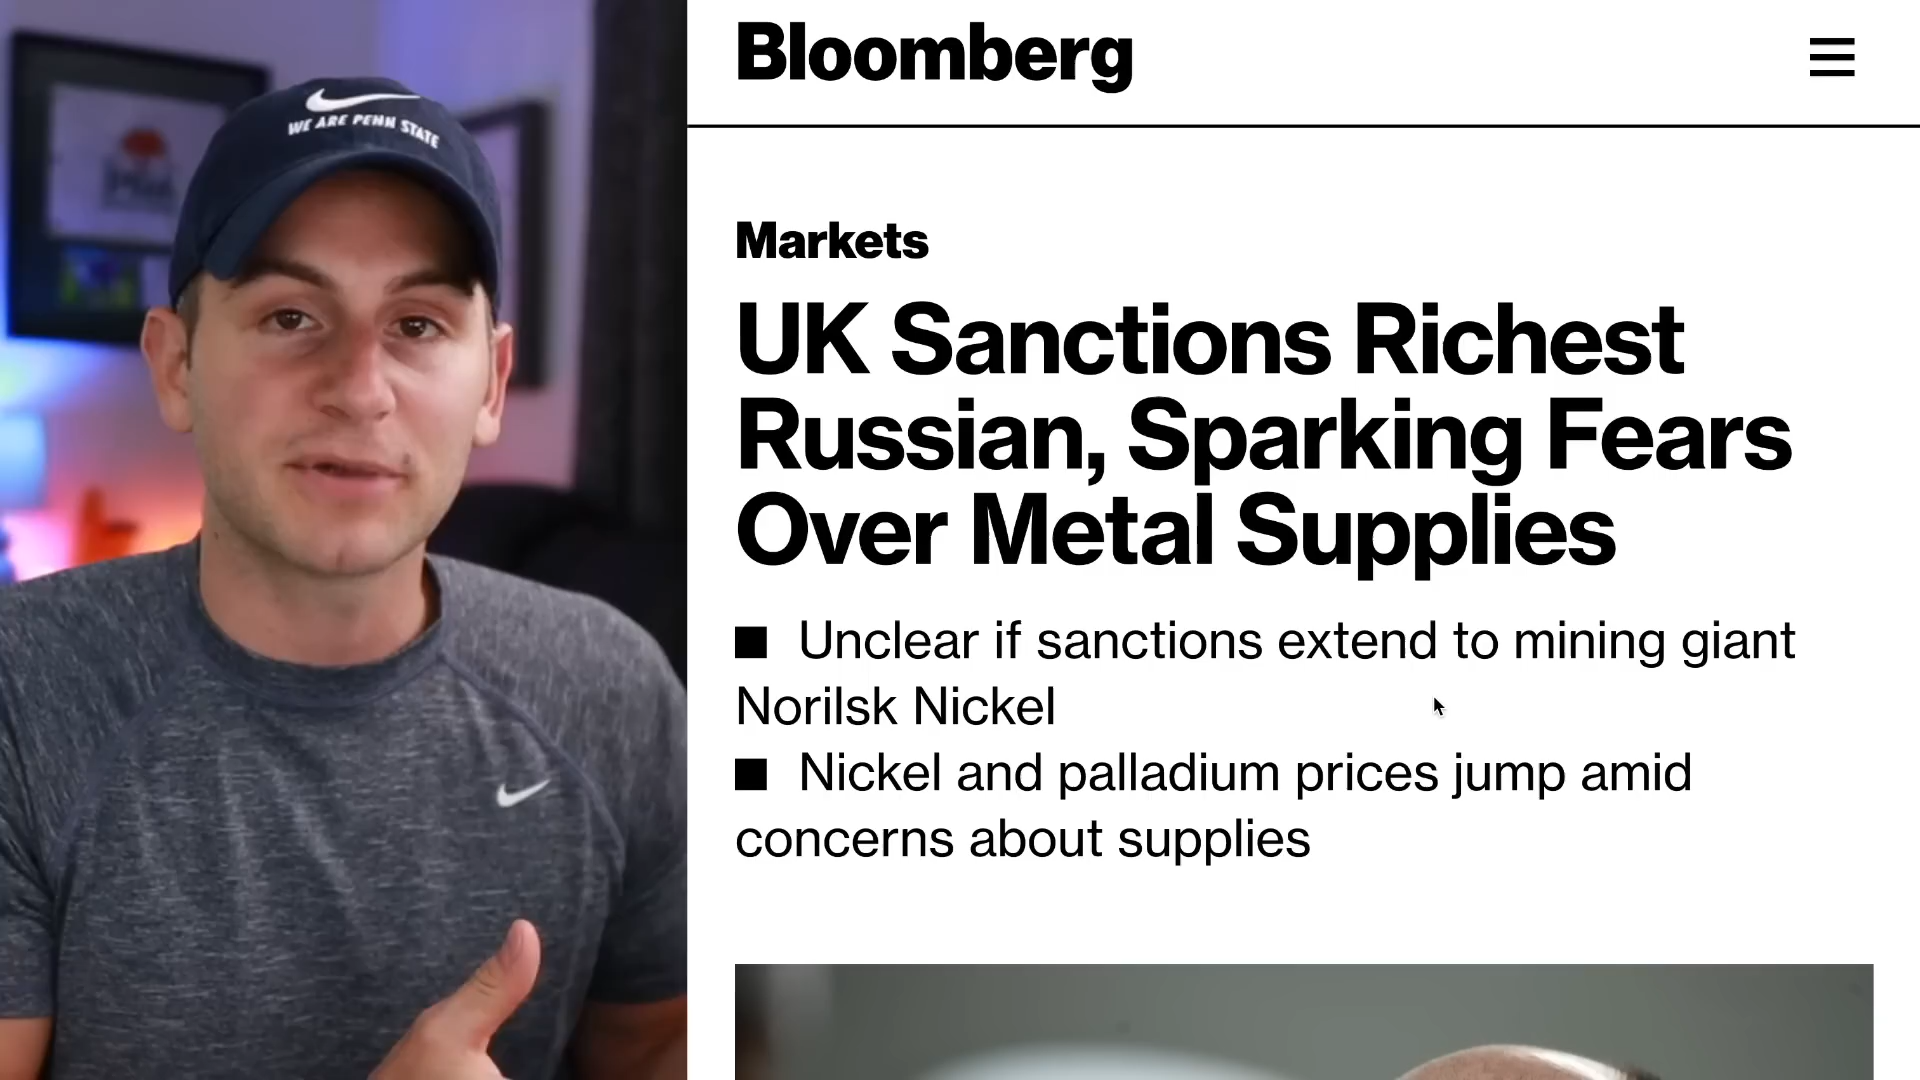 WE ARE PENN STATE
Bloomberg
Markets
UK Sanctions Richest
Russian, Sparking Fears
Over Metal Supplies
■ Unclear if sanctions extend to mining giant
Norilsk Nickel
■ Nickel and palladium prices jump amid
concerns about supplies